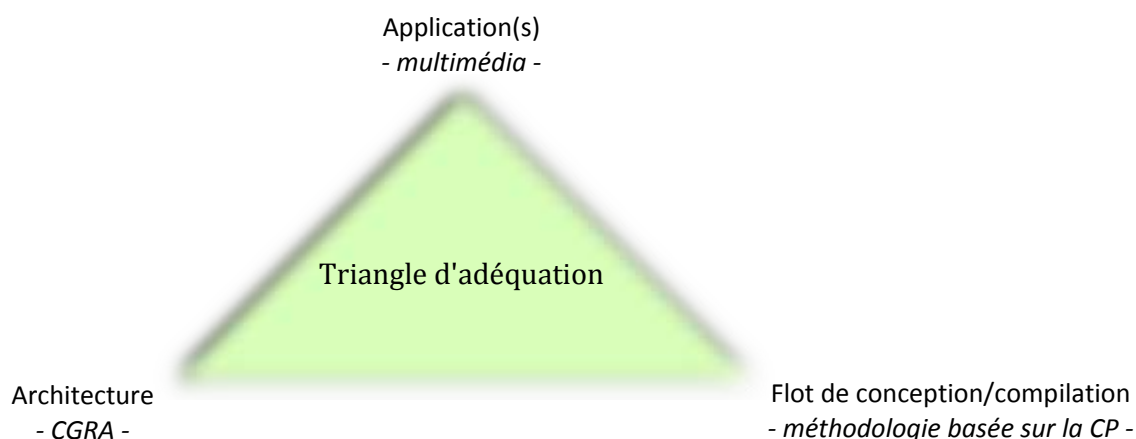 Application(s)
- multimédia -
Triangle d'adéquation
Architecture
- CGRA -
Flot de conception/compilation
- méthodologie basée sur la CP -